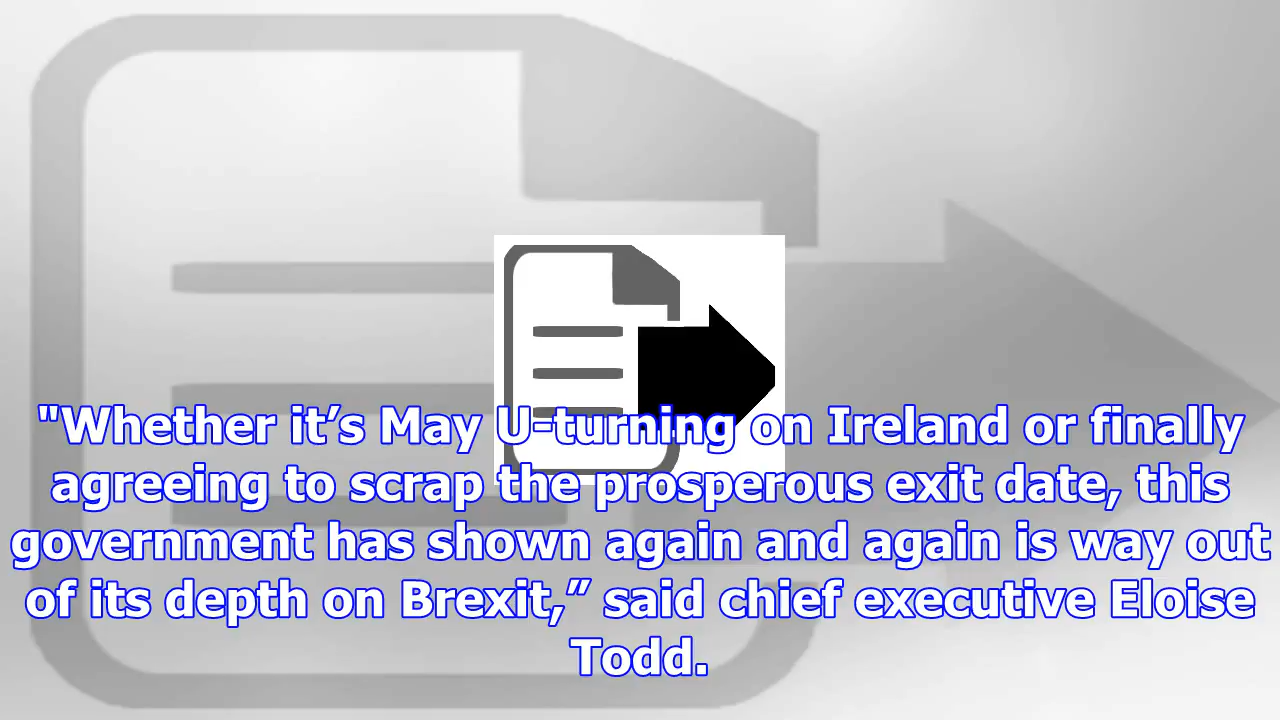 "Whether it’s May U-turning on Ireland or finally
agreeing to scrap the prosperous exit date, this
government has shown again and again is way out
of its depth on Brexit,” said chief executive Eloise
Todd.